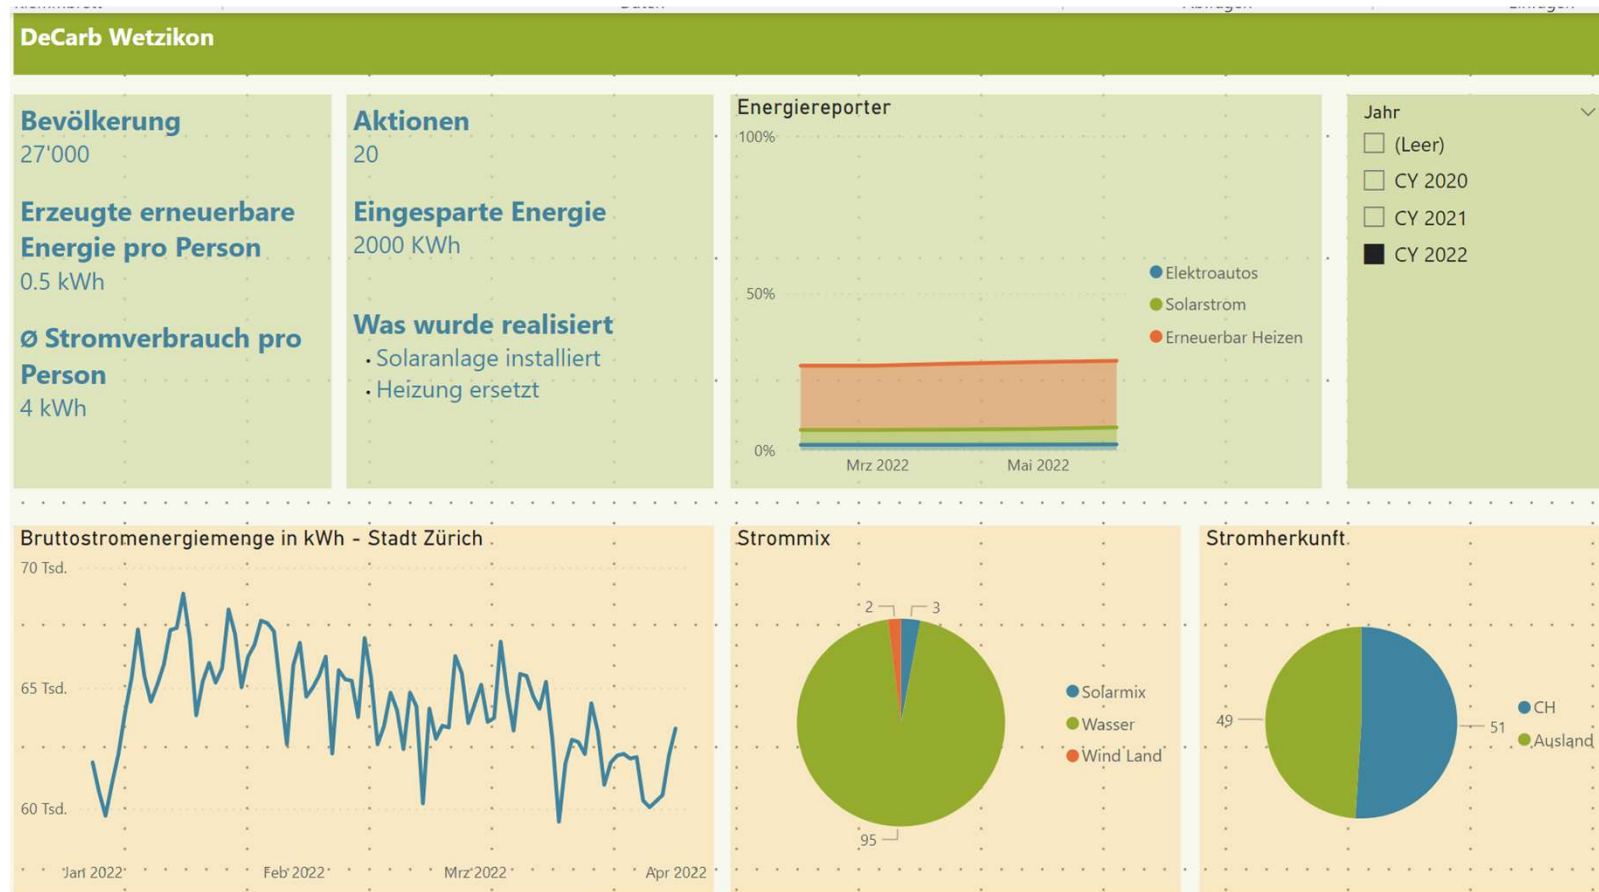 DeCarb Wetzikon
Bevölkerung
27'000
Erzeugte erneuerbare
Energie pro Person
0.5 kWh
Ø Stromverbrauch pro
Person
4 kWh
Aktionen
20
Eingesparte Energie
2000 KWh
Was wurde realisiert
· Solaranlage installiert
· Heizung ersetzt
Energiereporter
100%
50%
0%
Mrz 2022 Mai 2022
Elektroautos
Solarstrom
Erneuerbar Heizen
Jahr
(Leer)
CY 2020
CY 2021
CY 2022
Bruttostromenergiemenge in kWh - Stadt Zürich
70 Tsd.
65 Tsd.
60 Tsd.
Jan 2022 Feb 2022 Mrz 2022 Apr 2022
Strommix
2 3
95
Solarmix
Wasser
Wind Land
Stromherkunft
49 51
CH
Ausland